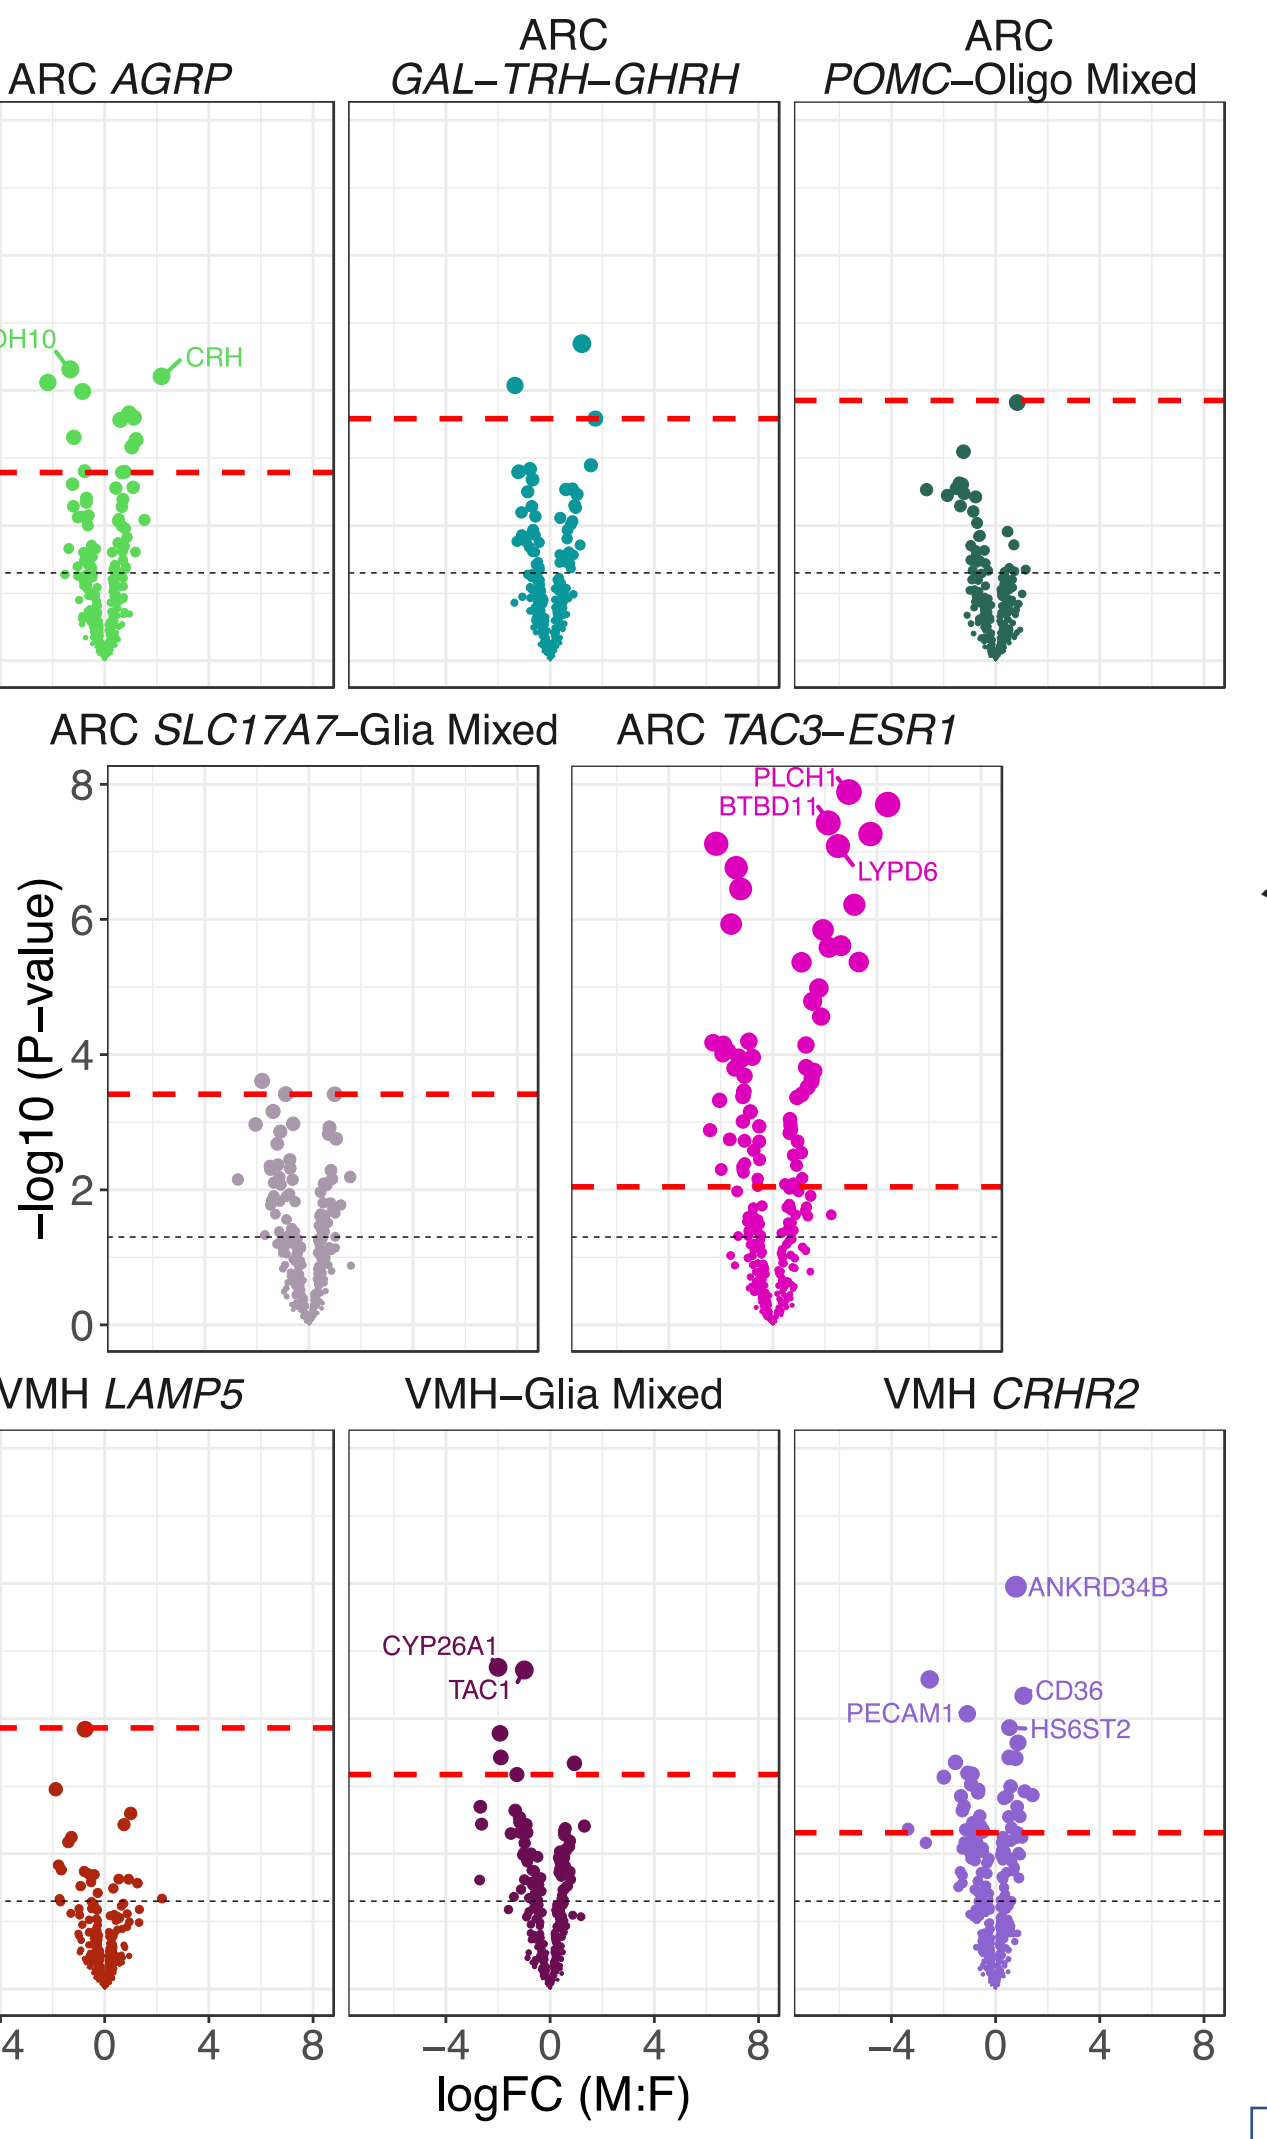 ARC
ARC
ARC AGRP
GAL–TRH–GHRH
POMC–Oligo Mixed
DH10
CRH
ARC SLC17A7–Glia Mixed
ARC TAC3–ESR1
8
6
4
2
0
–log10 (P–value)
PLCH1
BTBD11
LYPD6
VMH LAMP5
VMH–Glia Mixed
VMH CRHR2
CYP26A1
TAC1
ANKRD34B
CD36
PECAM1
HS6ST2
4 0 4 8
−4 0 4 8
−4 0 4 8
logFC (M:F)